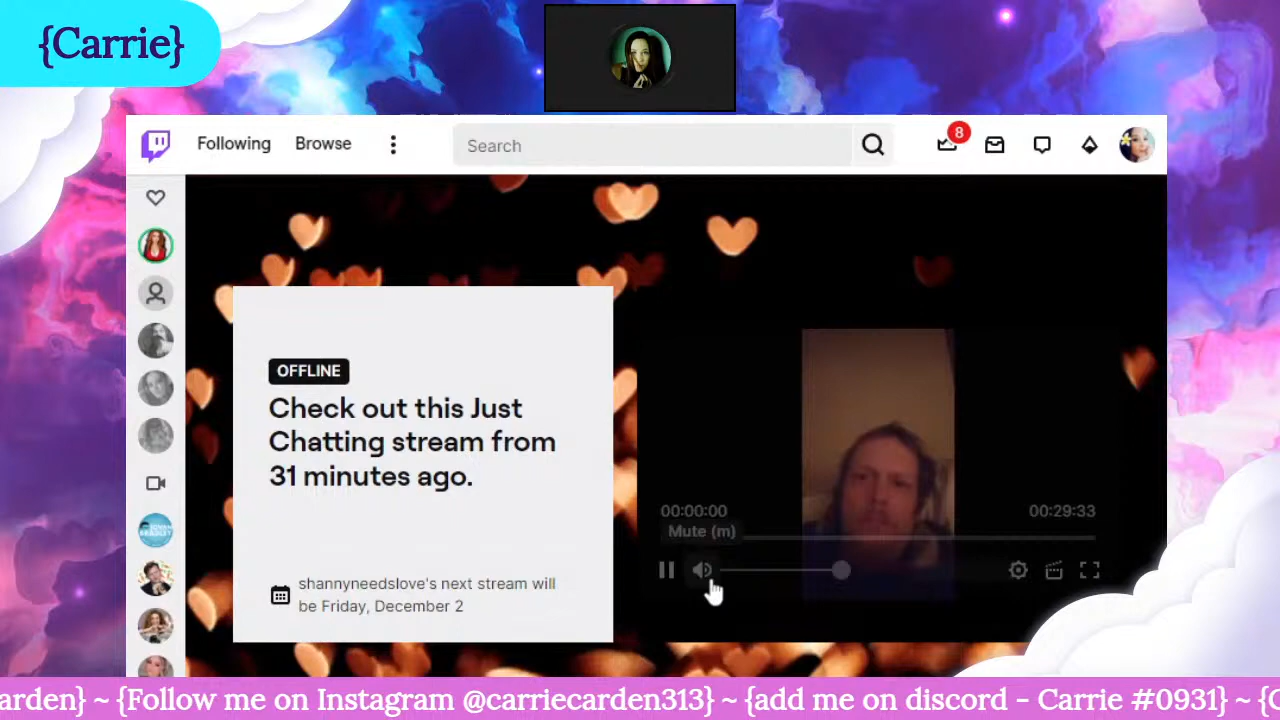 {Carrie}
Following
Browse
Search
8
OFFLINE
Check out this Just
Chatting stream from
31 minutes ago.
shannyneedslove's next stream will
be Friday, December 2
00:00:00
00:29:33
Mute (m)
arden} ~ {Follow me on Instagram @carriecarden313} ~ {add me on discord - Carrie #0931} ~ {C